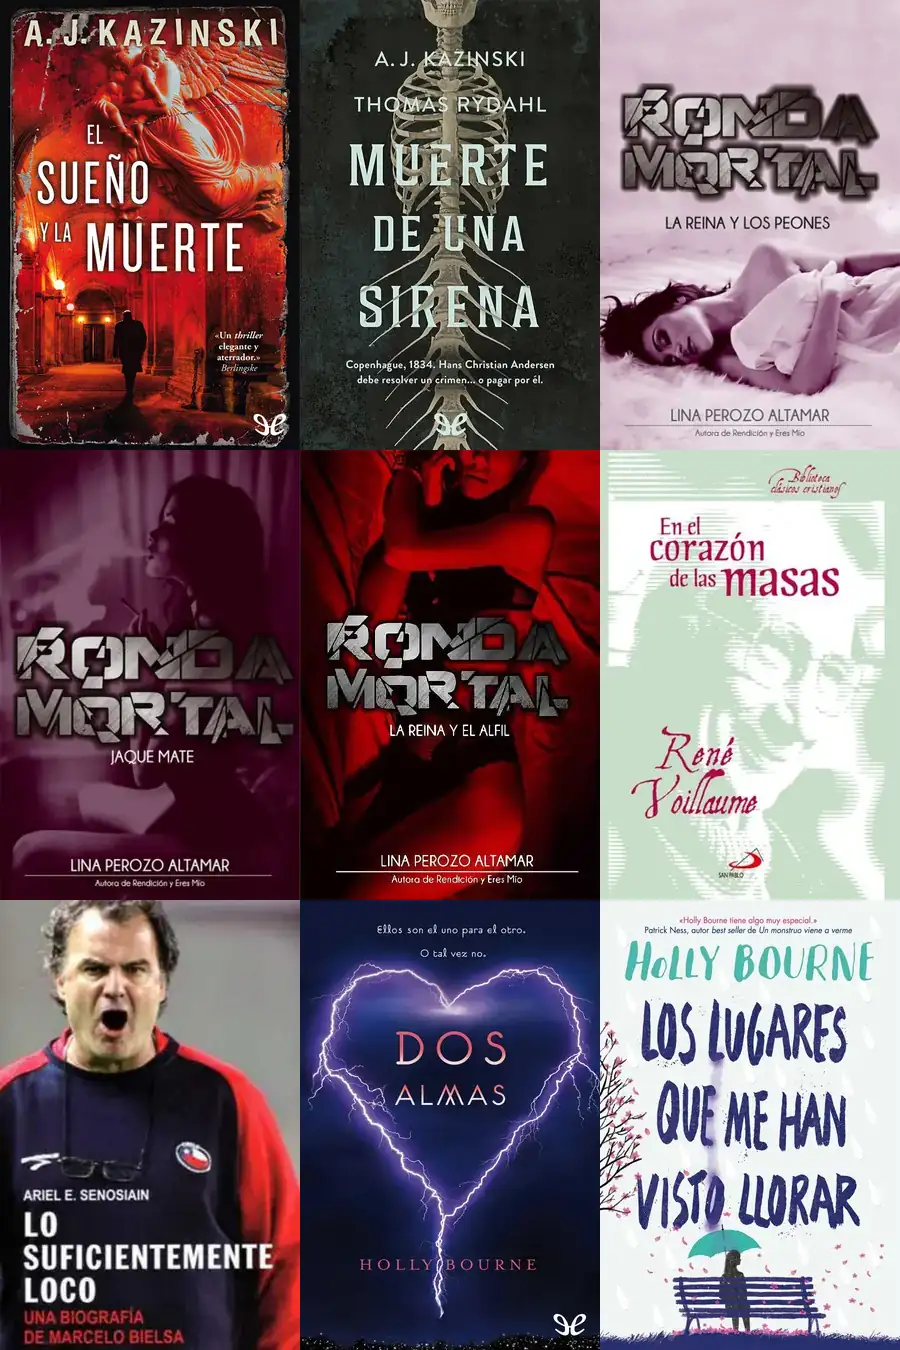 A. J. KAZINSKI
EL
SUEÑO
Y LA
MUERTE
«Un thriller
elegante y
aterrador.»
Berlingske
A. J. KAZINSKI
THOMAS RYDAHL
MUERTE
DE UNA
SIRENA
Copenhague, 1834. Hans Christian Andersen
debe resolver un crimen... o pagar por él.
RONDA
MORTAL
LA REINA Y LOS PEONES
LINA PEROZO ALTAMAR
Autora de Rendición y Eres Mío
RONDA
MORTAL
JAQUE MATE
LINA PEROZO ALTAMAR
Autora de Rendición y Eres Mío
RONDA
MORTAL
LA REINA Y EL ALFIL
LINA PEROZO ALTAMAR
Autora de Rendición y Eres Mío
Biblioteca
clásicos cristianos
En el
corazón
de las masas
René
Voillaume
SAN PABLO
ARIEL E. SENOSIAIN
LO
SUFICIENTEMENTE
LOCO
UNA BIOGRAFÍA
DE MARCELO BIELSA
Ellos son el uno para el otro.
O tal vez no.
DOS
ALMAS
HOLLY BOURNE
«Holly Bourne tiene algo muy especial.»
Patrick Ness, autor best seller de Un monstruo viene a verme
HOLLY BOURNE
LOS LUGARES
QUE ME HAN
VISTO LLORAR